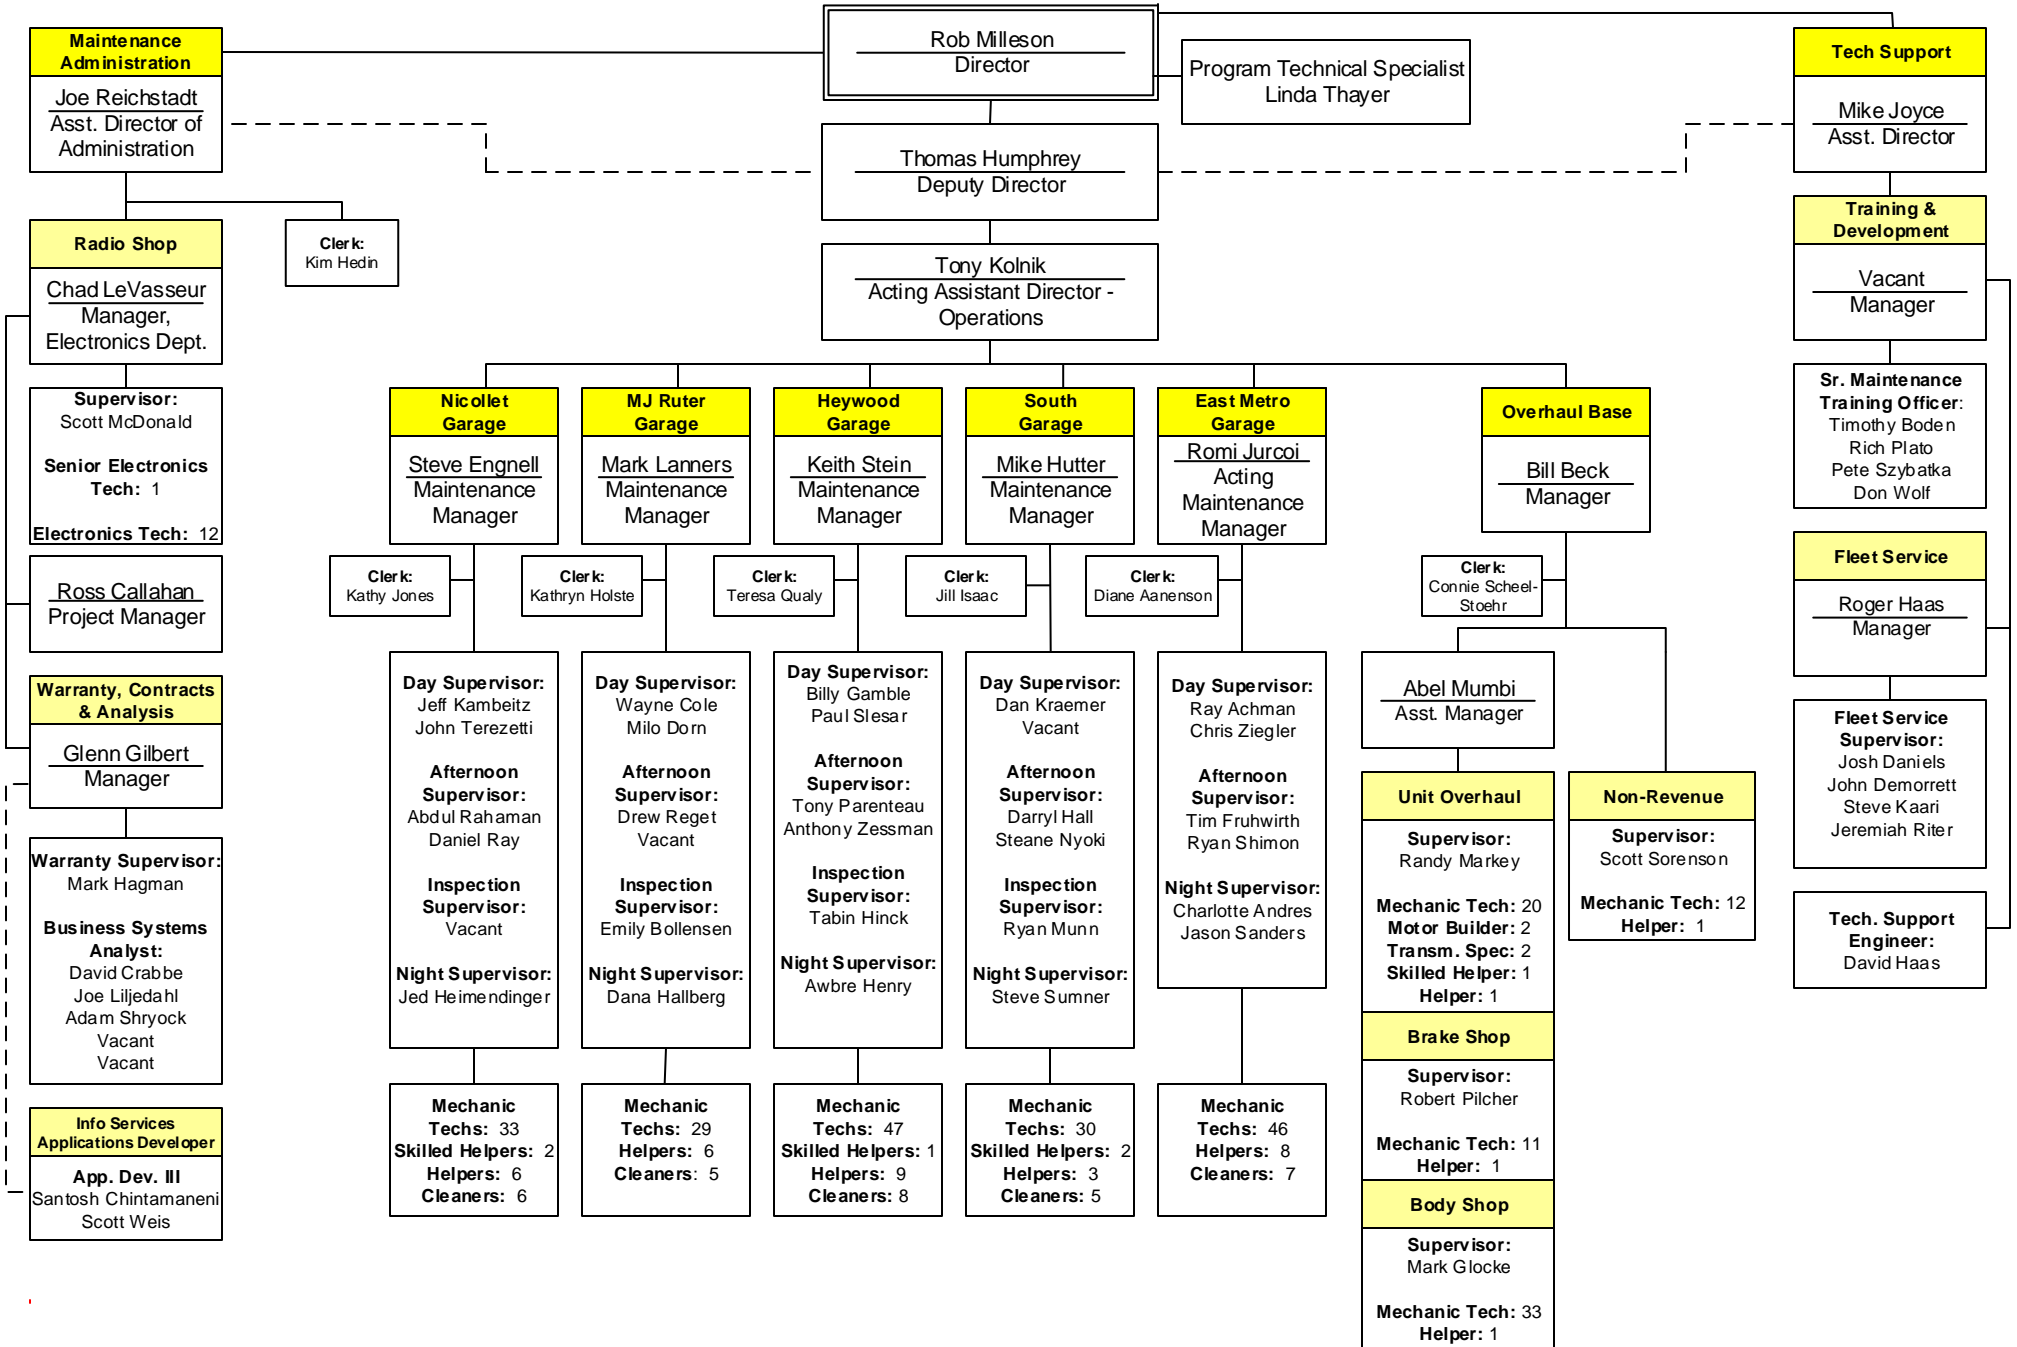 Rob Milleson
Director
Program Technical Specialist
Linda Thayer
Thomas Humphrey
Deputy Director
Tony Kolnik
Acting Assistant Director -
Operations
Maintenance
Administration
Joe Reichstadt
Asst. Director of
Administration
Clerk:
Kim Hedin
Radio Shop
Chad LeVasseur
Manager,
Electronics Dept.
Supervisor:
Scott McDonald
Senior Electronics
Tech: 1
Electronics Tech: 12
Ross Callahan
Project Manager
Warranty, Contracts
& Analysis
Glenn Gilbert
Manager
Warranty Supervisor:
Mark Hagman
Business Systems
Analyst:
David Crabbe
Joe Liljedahl
Adam Shryock
Vacant
Vacant
Info Services
Applications Developer
App. Dev. III
Santosh Chintamaneni
Scott Weis
Nicollet
Garage
Steve Engnell
Maintenance
Manager
Clerk:
Kathy Jones
Day Supervisor:
Jeff Kambeitz
John Terezetti
Afternoon
Supervisor:
Abdul Rahaman
Daniel Ray
Inspection
Supervisor:
Vacant
Night Supervisor:
Jed Heimendinger
Mechanic
Techs: 33
Skilled Helpers: 2
Helpers: 6
Cleaners: 6
MJ Ruter
Garage
Mark Lanners
Maintenance
Manager
Clerk:
Kathryn Holste
Day Supervisor:
Wayne Cole
Milo Dorn
Afternoon
Supervisor:
Drew Reget
Vacant
Inspection
Supervisor:
Emily Bollensen
Night Supervisor:
Dana Hallberg
Mechanic
Techs: 29
Helpers: 6
Cleaners: 5
Heywood
Garage
Keith Stein
Maintenance
Manager
Clerk:
Teresa Qualy
Day Supervisor:
Billy Gamble
Paul Slesar
Afternoon
Supervisor:
Tony Parenteau
Anthony Zessman
Inspection
Supervisor:
Tabin Hinck
Night Supervisor:
Awbre Henry
Mechanic
Techs: 47
Skilled Helpers: 1
Helpers: 9
Cleaners: 8
South
Garage
Mike Hutter
Maintenance
Manager
Clerk:
Jill Isaac
Day Supervisor:
Dan Kraemer
Vacant
Afternoon
Supervisor:
Darryl Hall
Steane Nyoki
Inspection
Supervisor:
Ryan Munn
Night Supervisor:
Steve Sumner
Mechanic
Techs: 30
Skilled Helpers: 2
Helpers: 3
Cleaners: 5
East Metro
Garage
Romi Jurcoi
Acting
Maintenance
Manager
Clerk:
Diane Aanenson
Day Supervisor:
Ray Achman
Chris Ziegler
Afternoon
Supervisor:
Tim Fruhwirth
Ryan Shimon
Night Supervisor:
Charlotte Andres
Jason Sanders
Mechanic
Techs: 46
Helpers: 8
Cleaners: 7
Overhaul Base
Bill Beck
Manager
Clerk:
Connie Scheel-
Stoehr
Abel Mumbi
Asst. Manager
Unit Overhaul
Supervisor:
Randy Markey
Mechanic Tech: 20
Motor Builder: 2
Transm. Spec: 2
Skilled Helper: 1
Helper: 1
Brake Shop
Supervisor:
Robert Pilcher
Mechanic Tech: 11
Helper: 1
Body Shop
Supervisor:
Mark Glocke
Mechanic Tech: 33
Helper: 1
Non-Revenue
Supervisor:
Scott Sorenson
Mechanic Tech: 12
Helper: 1
Tech Support
Mike Joyce
Asst. Director
Training &
Development
Vacant
Manager
Sr. Maintenance
Training Officer:
Timothy Boden
Rich Plato
Pete Szybatka
Don Wolf
Fleet Service
Roger Haas
Manager
Fleet Service
Supervisor:
Josh Daniels
John Demorrett
Steve Kaari
Jeremiah Riter
Tech. Support
Engineer:
David Haas